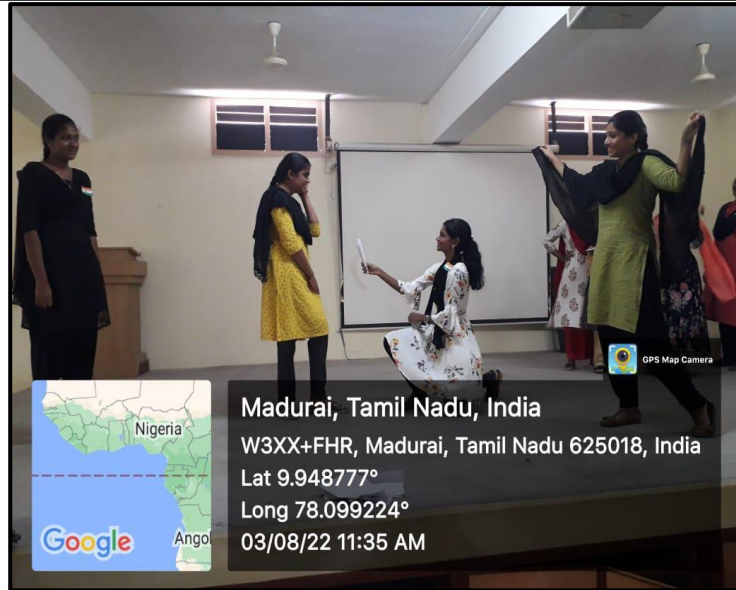 GPS Map Camera
Madurai, Tamil Nadu, India
W3XX+FHR, Madurai, Tamil Nadu 625018, India
Lat 9.948777°
Long 78.099224°
03/08/22 11:35 AM
Nigeria
Google
Angol